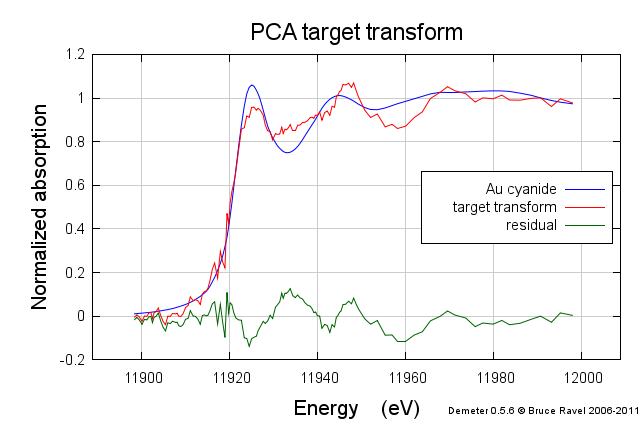 PCA target transform
1.2
1
0.8
0.6
0.4
0.2
0
-0.2
Normalized absorption
Au cyanide
target transform
residual
11900 11920 11940 11960 11980 12000
Energy (eV)
Demeter 0.5.6 © Bruce Ravel 2006-2011